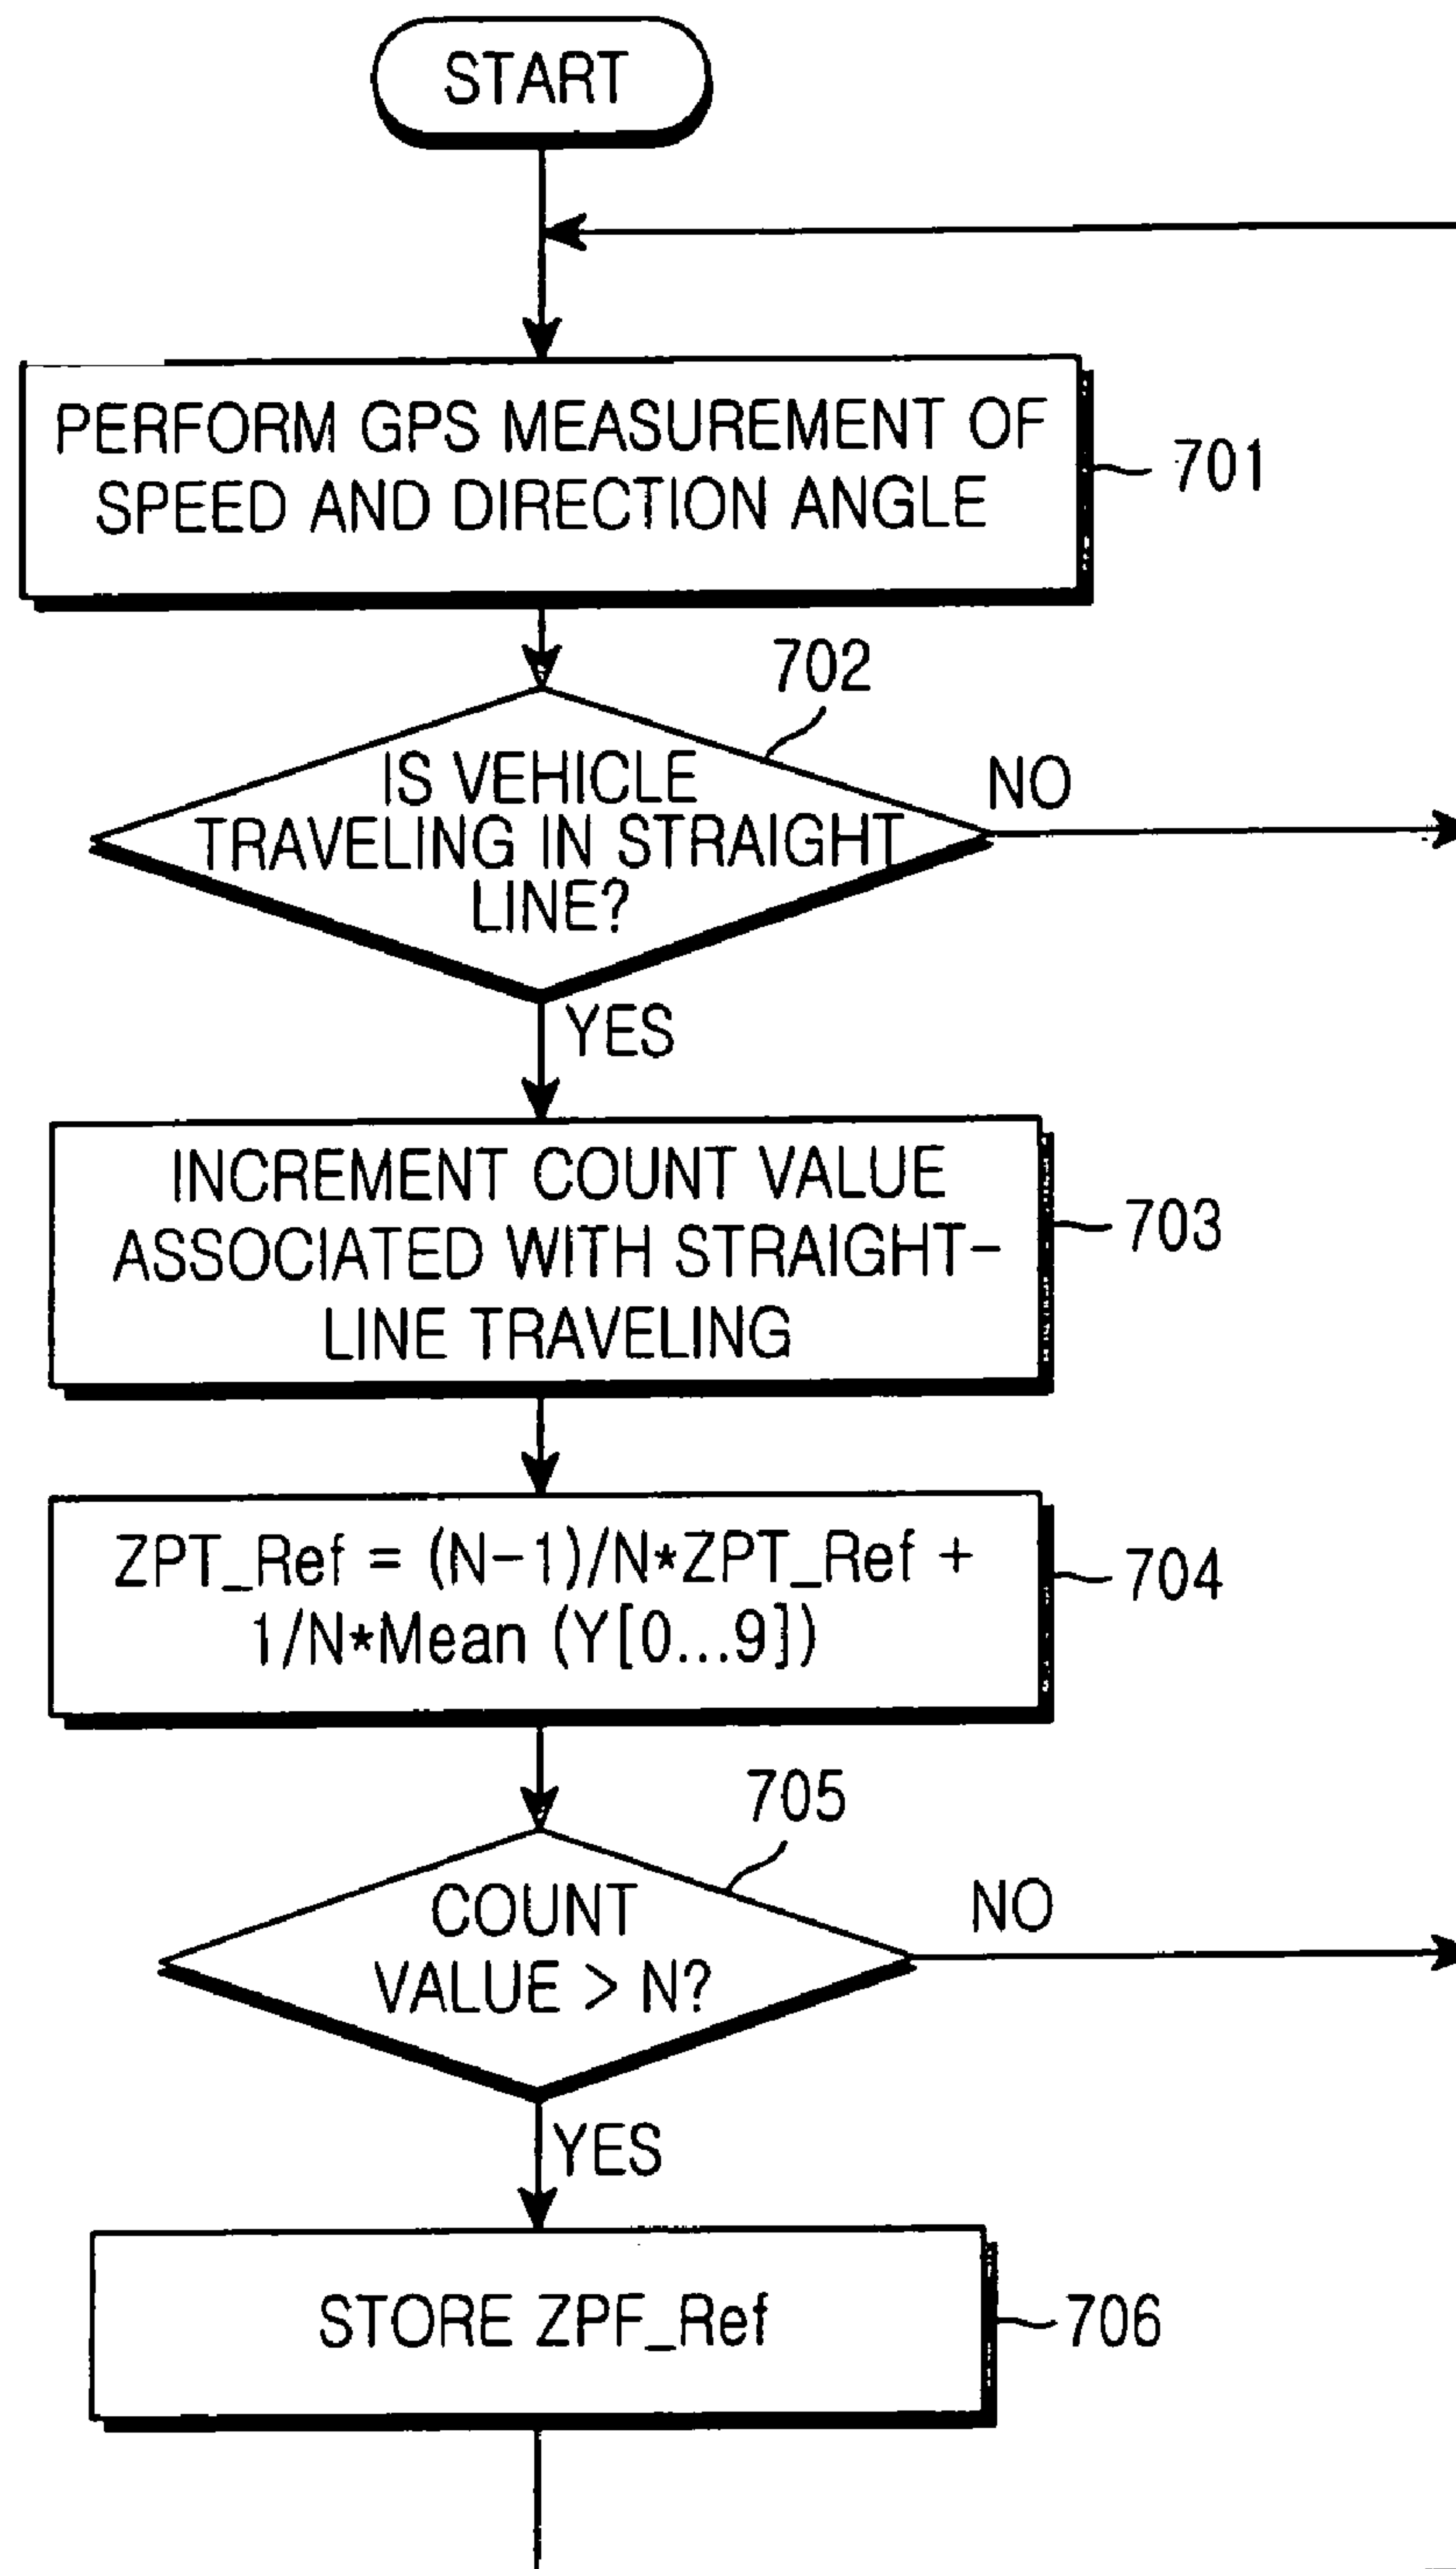 START
PERFORM GPS MEASUREMENT OF
SPEED AND DIRECTION ANGLE
701
702
IS VEHICLE
TRAVELING IN STRAIGHT
LINE?
NO
YES
INCREMENT COUNT VALUE
ASSOCIATED WITH STRAIGHT-
LINE TRAVELING
703
ZPT_Ref = (N-1)/N*ZPT_Ref +
1/N*Mean (Y[0...9])
704
705
COUNT
VALUE > N?
NO
YES
STORE ZPF_Ref
706